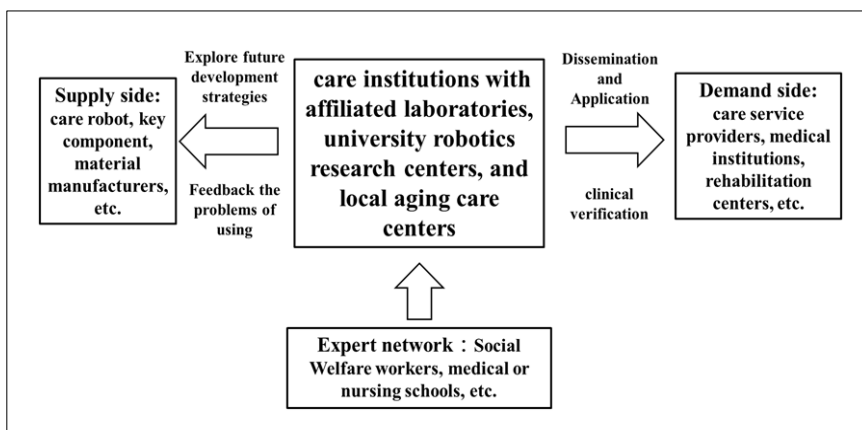 Explore future
development
strategies
Supply side:
care robot, key
component,
material
manufacturers,
etc.
Feedback the
problems of
using
care institutions with
affiliated laboratories,
university robotics
research centers, and
local aging care
centers
Dissemination
and
Application
clinical
verification
Demand side:
care service
providers, medical
institutions,
rehabilitation
centers, etc.
Expert network：Social
Welfare workers, medical or
nursing schools, etc.